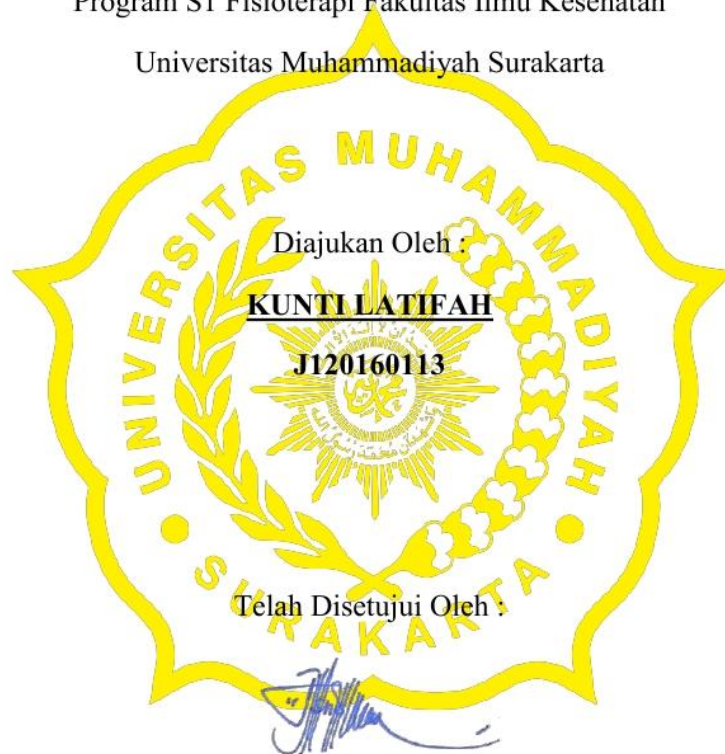 Program S1 Fisioterapi Fakultas Ilmu Kesehatan
Universitas Muhammadiyah Surakarta
UNIVERSITAS MUHAMMADIYAH
SURAKARTA
Diajukan Oleh :
KUNTI LATIFAH
J120160113
Telah Disetujui Oleh :